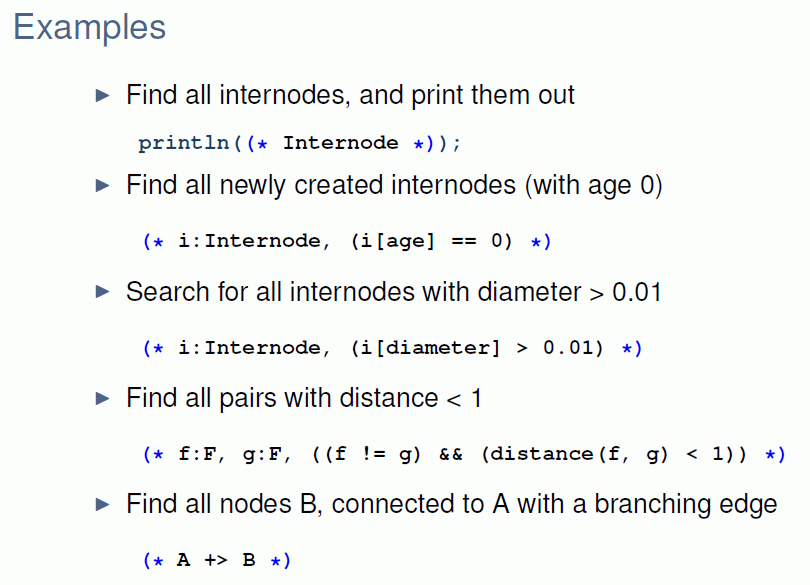 Examples
► Find all internodes, and print them out
println((* Internode *));
► Find all newly created internodes (with age 0)
(* i:Internode, (i[age] == 0) *)
► Search for all internodes with diameter > 0.01
(* i:Internode, (i[diameter] > 0.01) *)
► Find all pairs with distance < 1
(* f:F, g:F, ((f != g) && (distance(f, g) < 1)) *)
► Find all nodes B, connected to A with a branching edge
(* A +> B *)